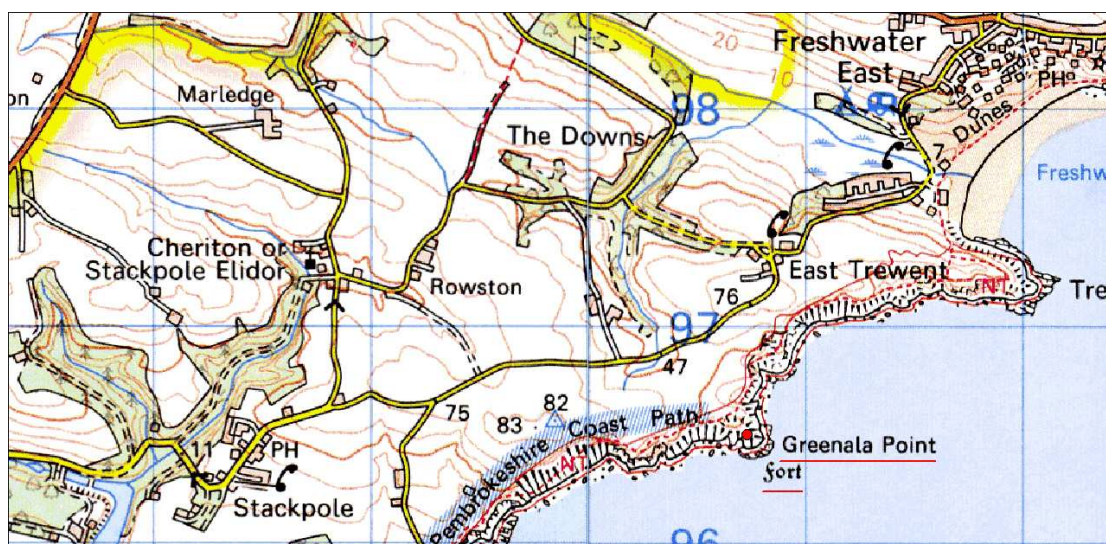 20
10
Freshwater
East
PH
on
Marledge
98
Dunes
The Downs
7
Freshw
Cheriton or
Stackpole Elidor
East Trewent
NT
Tre
Rowston
76
97
47
82
75
83
Pembrokeshire Coast Path
NT
Greenala Point
Fort
11
PH
Stackpole
96